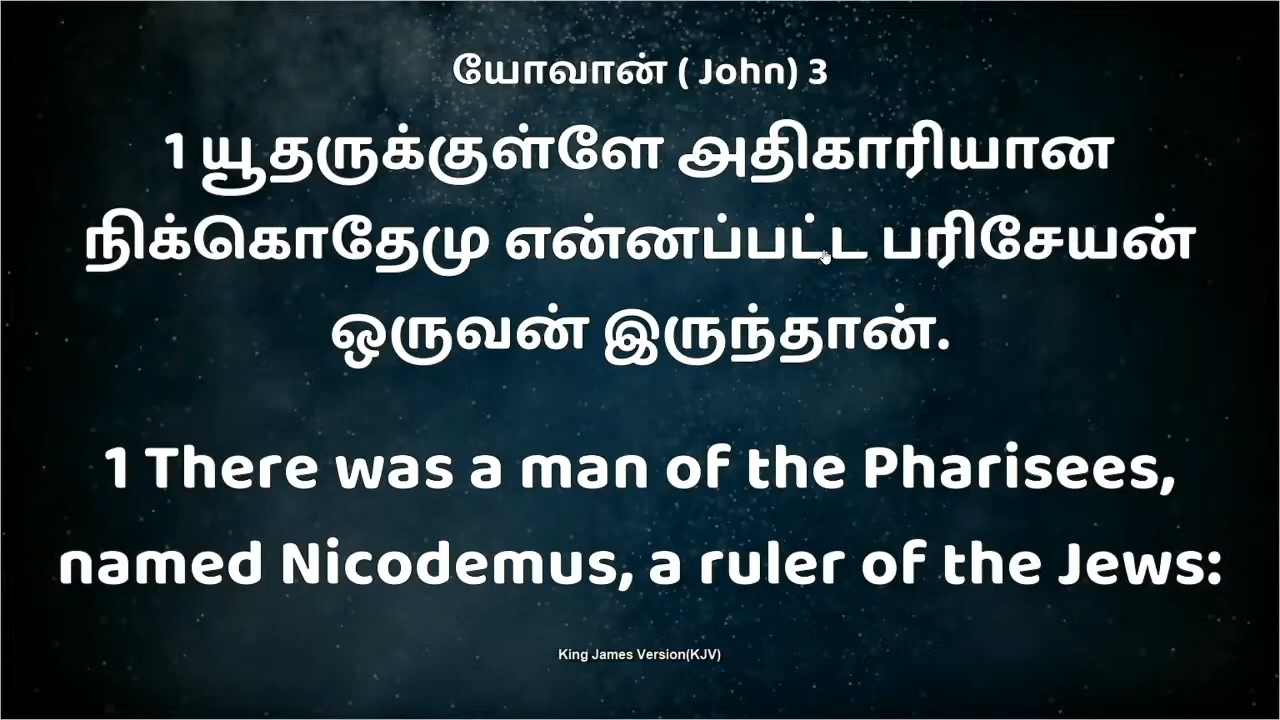 யோவான் ( John) 3
1 யூதருக்குள்ளே அதிகாரியான
நிக்கொதேமு என்னப்பட்ட பரிசேயன்
ஒருவன் இருந்தான்.
1 There was a man of the Pharisees,
named Nicodemus, a ruler of the Jews:
King James Version(KJV)